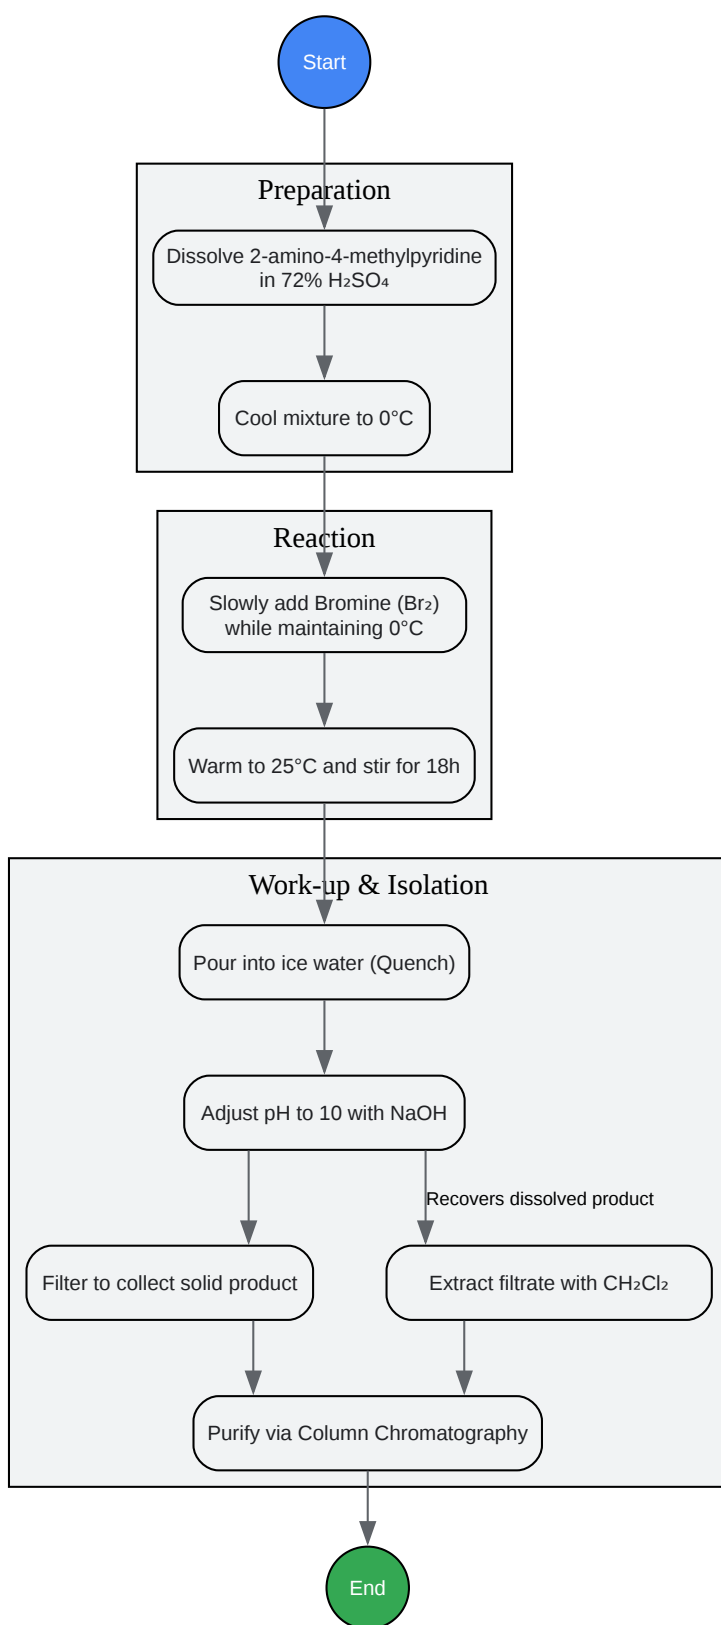 Start
Preparation
Dissolve 2-amino-4-methylpyridine
in 72% H₂SO₄
Cool mixture to 0°C
Reaction
Slowly add Bromine (Br₂)
while maintaining 0°C
Warm to 25°C and stir for 18h
Work-up & Isolation
Pour into ice water (Quench)
Adjust pH to 10 with NaOH
Recovers dissolved product
Filter to collect solid product
Extract filtrate with CH₂Cl₂
Purify via Column Chromatography
End